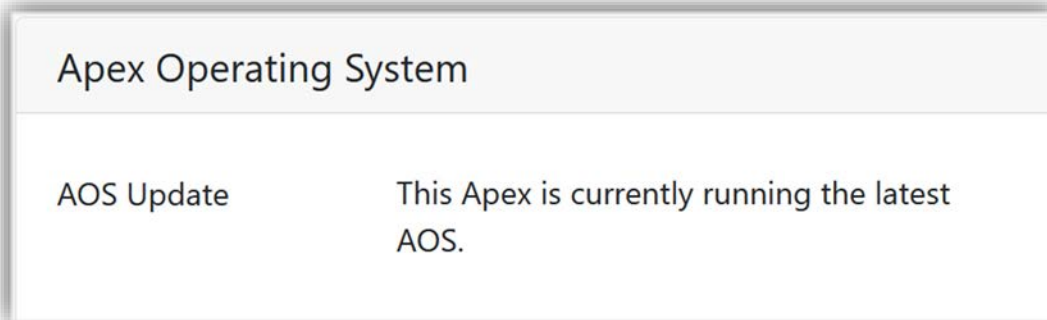 Apex Operating System
AOS Update
This Apex is currently running the latest
AOS.